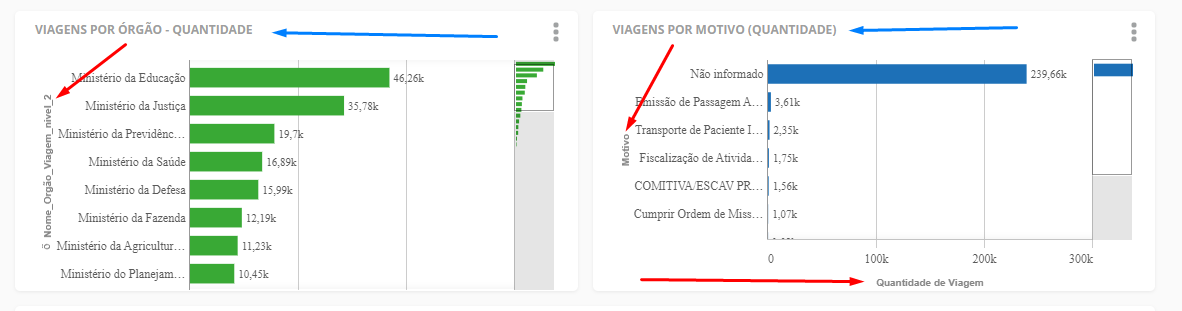 VIAGENS POR ÓRGÃO - QUANTIDADE
Nome_Orgão_Viagem_nivel_2
Ministério da Educação 46,26k
Ministério da Justiça 35,78k
Ministério da Previdênc... 19,7k
Ministério da Saúde 16,89k
Ministério da Defesa 15,99k
Ministério da Fazenda 12,19k
Ministério da Agricultur... 11,23k
Ministério do Planejam... 10,45k
VIAGENS POR MOTIVO (QUANTIDADE)
Motivo
Não informado 239,66k
Emissão de Passagem A... 3,61k
Transporte de Paciente I... 2,35k
Fiscalização de Ativida... 1,75k
COMITIVA/ESCAV PR... 1,56k
Cumprir Ordem de Miss... 1,07k
0 100k 200k 300k
Quantidade de Viagem